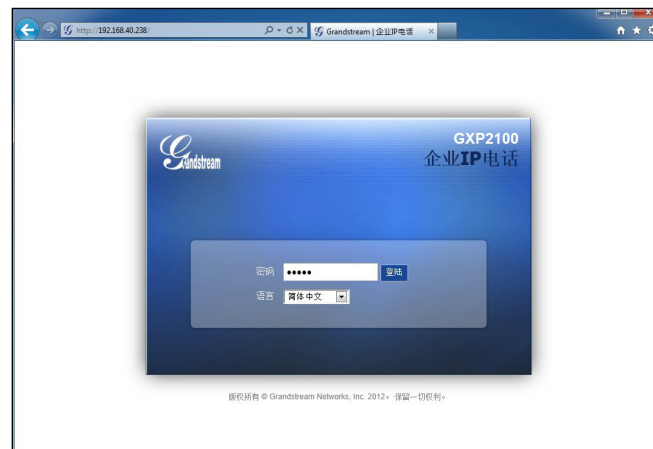 http://192.168.40.238/
Grandstream | 企业IP电话
Grandstream
GXP2100
企业IP电话
密码 ••••• 登陆
语言 简体中文
版权所有 © Grandstream Networks, Inc. 2012。 保留一切权利。